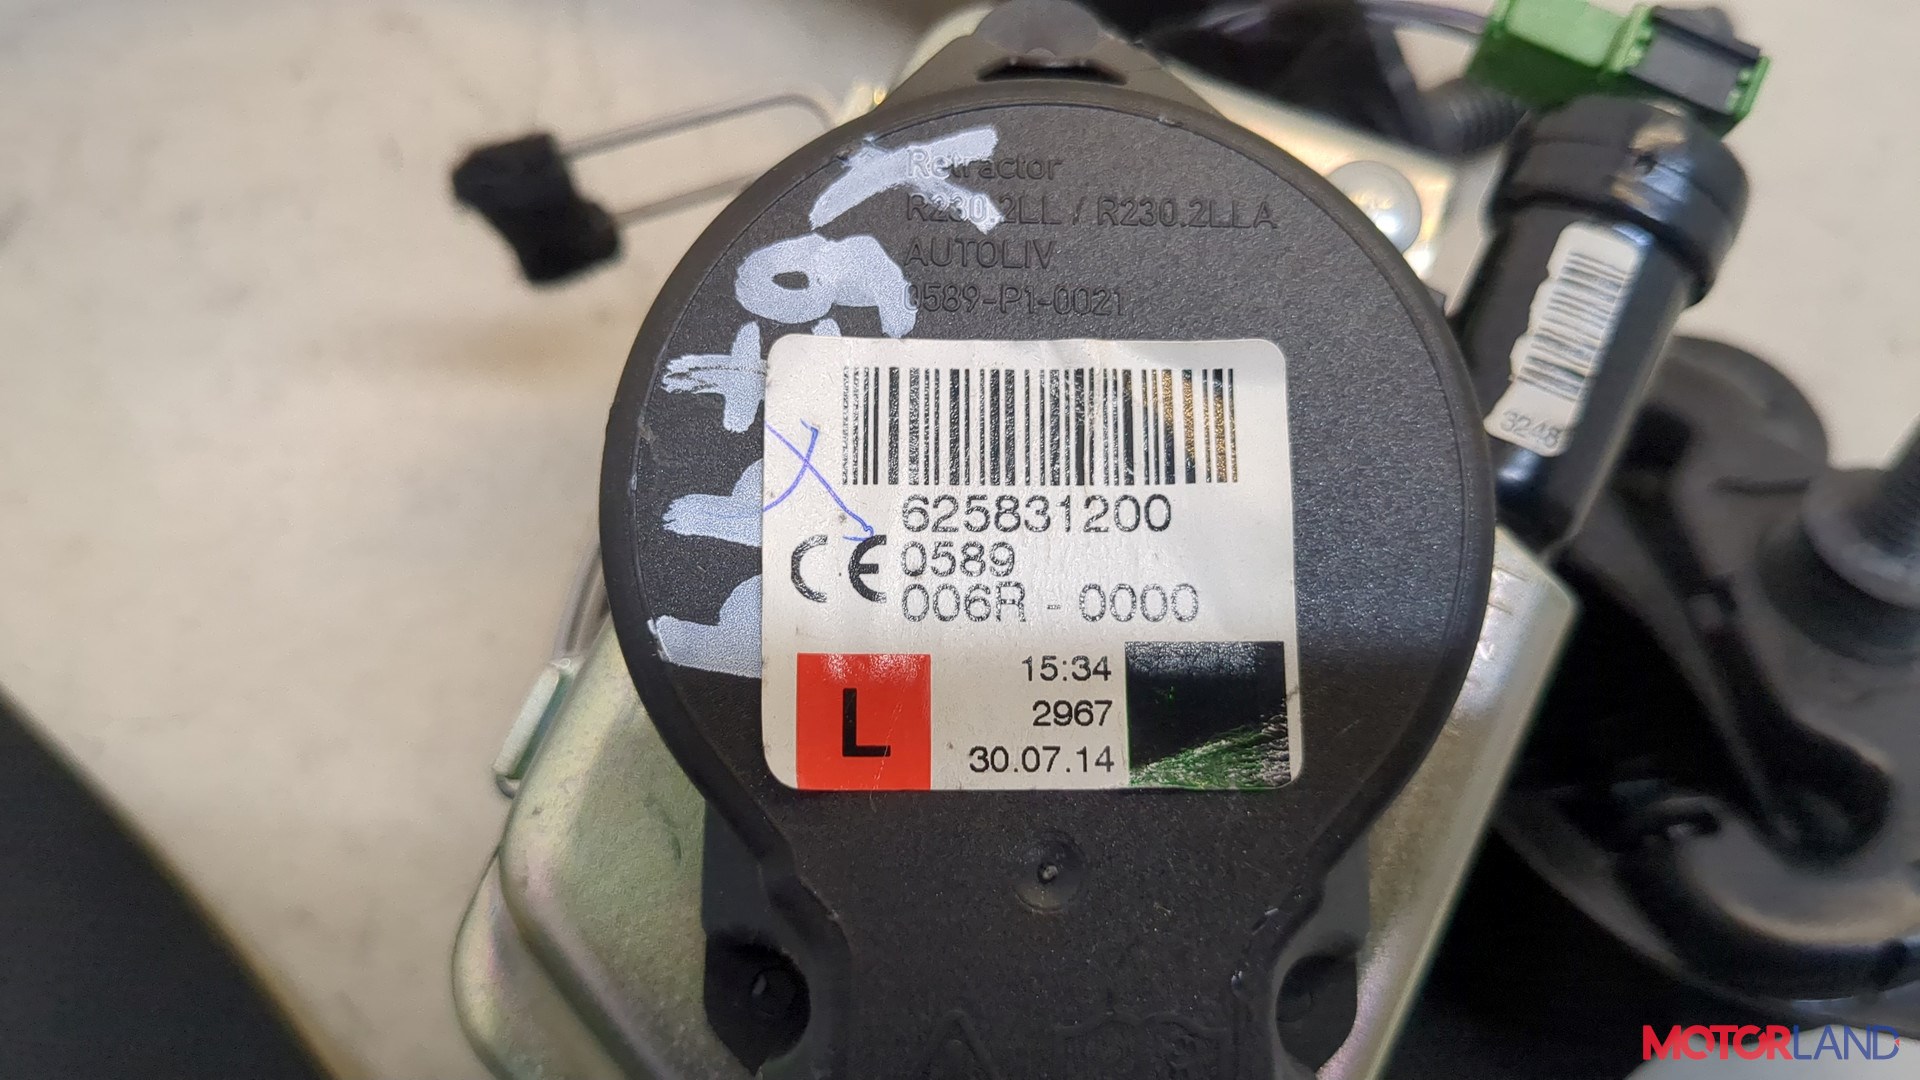 Retractor
R230.2LL / R230.2LLA
AUTOLIV
0589-P1-0021
625831200
CE 0589
006R - 0000
L
15:34
2967
30.07.14
3248
MOTORLAND